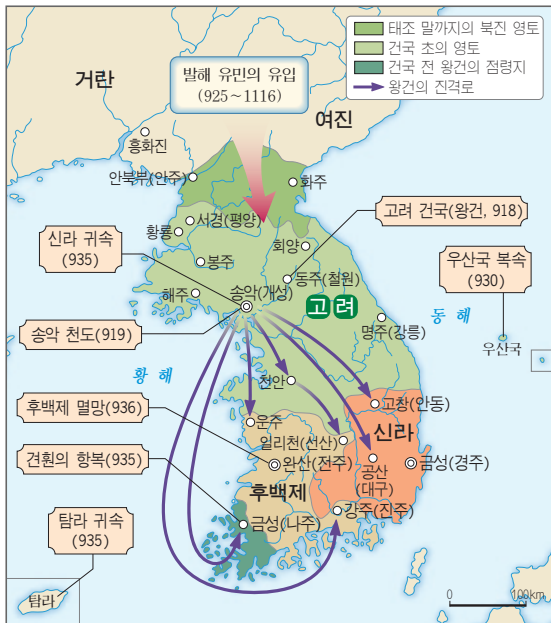 태조 말까지의 북진 영토
건국 초의 영토
건국 전 왕건의 점령지
왕건의 진격로
거란
발해 유민의 유입
(925~1116)
여진
흥화진
안북부(안주)
화주
서경(평양)
황룡
고려 건국(왕건, 918)
신라 귀속
(935)
회양
봉주
우산국 복속
(930)
동주(철원)
해주
송악(개성)
고려
동해
명주(강릉)
송악 천도(919)
우산국
황해
천안
후백제 멸망(936)
고창(안동)
운주
신라
일리천(선산)
견훤의 항복(935)
완산(전주)
공산
(대구)
금성(경주)
후백제
탐라 귀속
(935)
금성(나주)
강주(진주)
탐라
0
100km